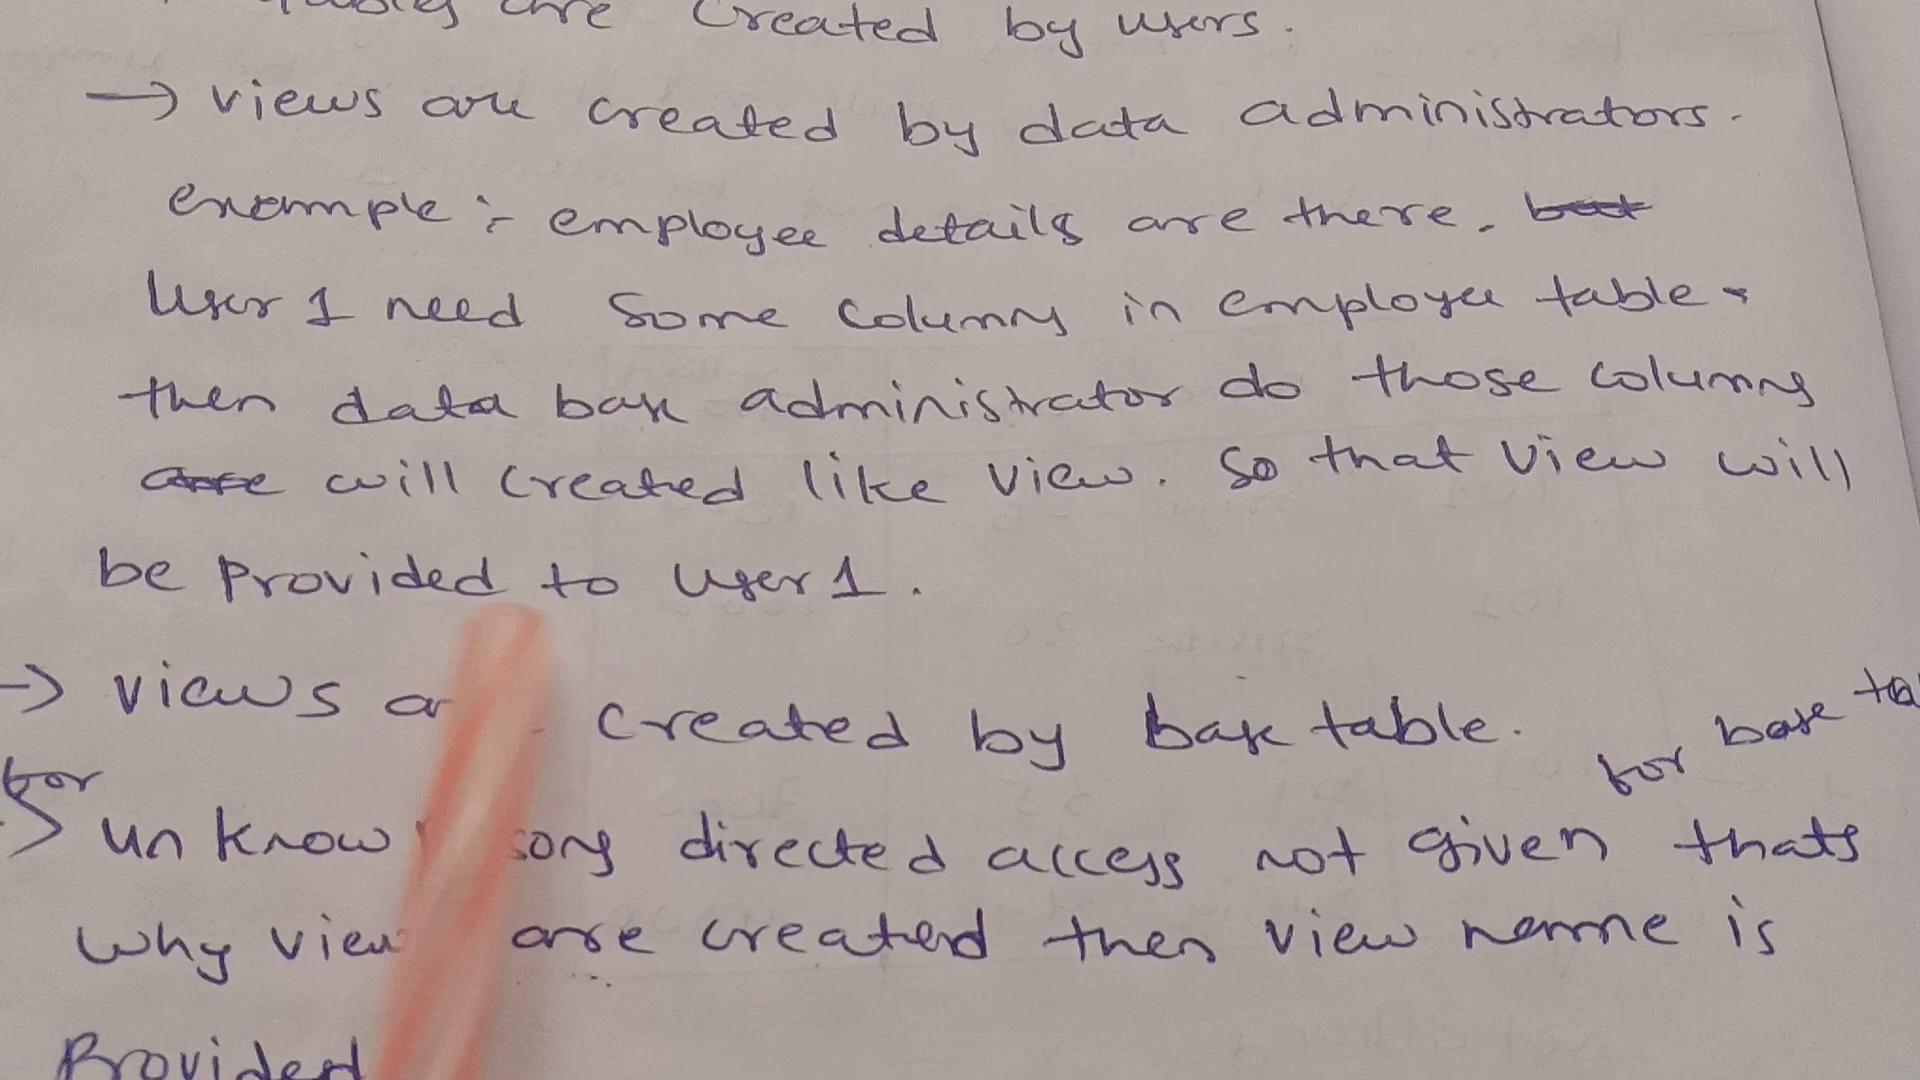 are created by users.
→ views are created by data administrators.
example :- employee details are there. but
User 1 need some columns in employee table.
then data base administrator do those columns
are will created like view. So that view will
be Provided to user 1.
→ views created by base table.
for base
for
→ directed access not given thats
why are created then view name is
Provided